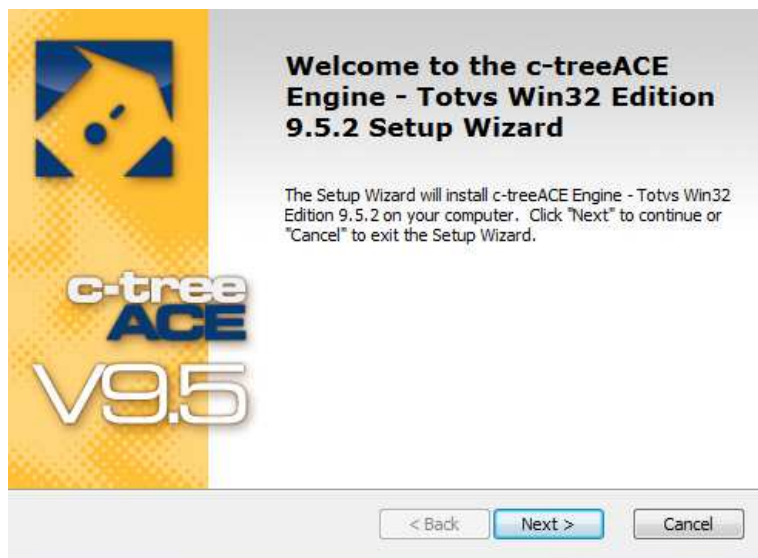 Welcome to the c-treeACE
Engine - Totvs Win32 Edition
9.5.2 Setup Wizard
The Setup Wizard will install c-treeACE Engine - Totvs Win32
Edition 9.5.2 on your computer. Click "Next" to continue or
"Cancel" to exit the Setup Wizard.
c-tree
ACE
V9.5
< Back
Next >
Cancel